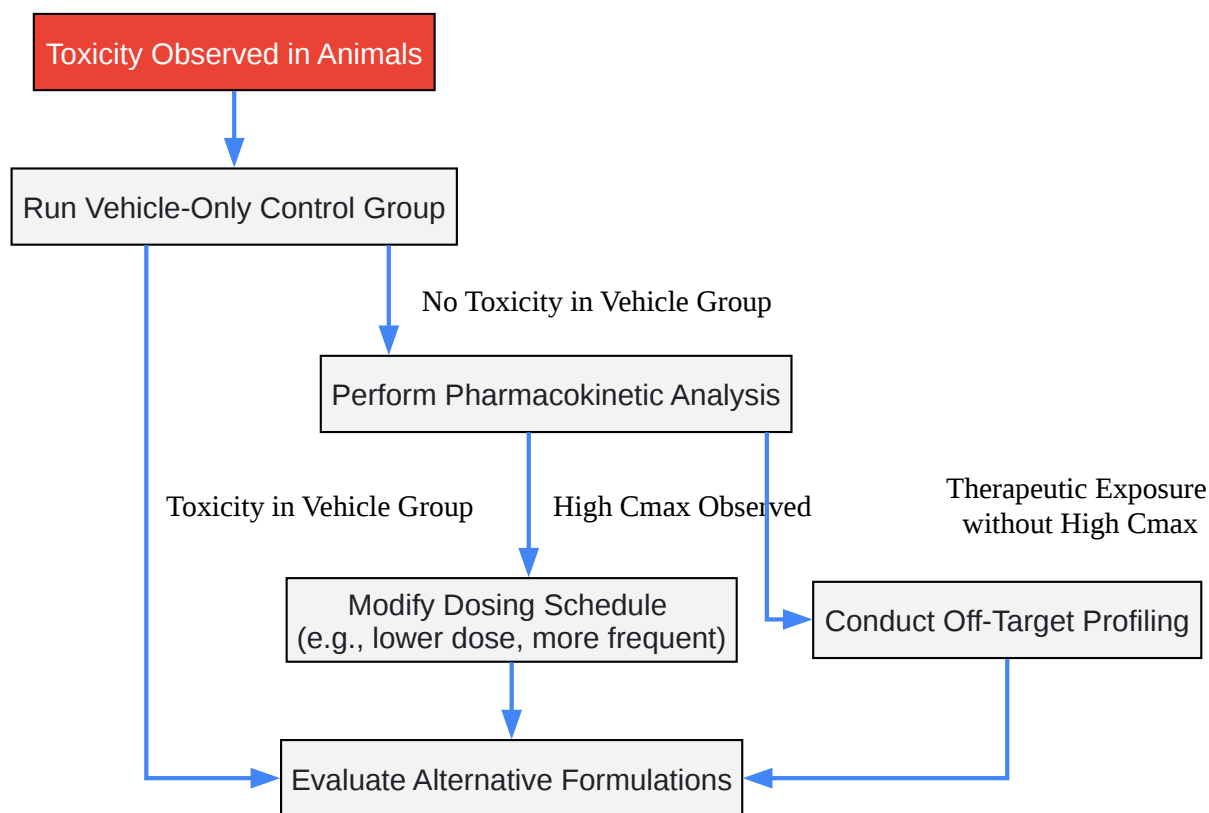 Toxicity Observed in Animals
Run Vehicle-Only Control Group
No Toxicity in Vehicle Group
Perform Pharmacokinetic Analysis
Toxicity in Vehicle Group
High Cmax Observed
Therapeutic Exposure
without High Cmax
Modify Dosing Schedule
(e.g., lower dose, more frequent)
Conduct Off-Target Profiling
Evaluate Alternative Formulations